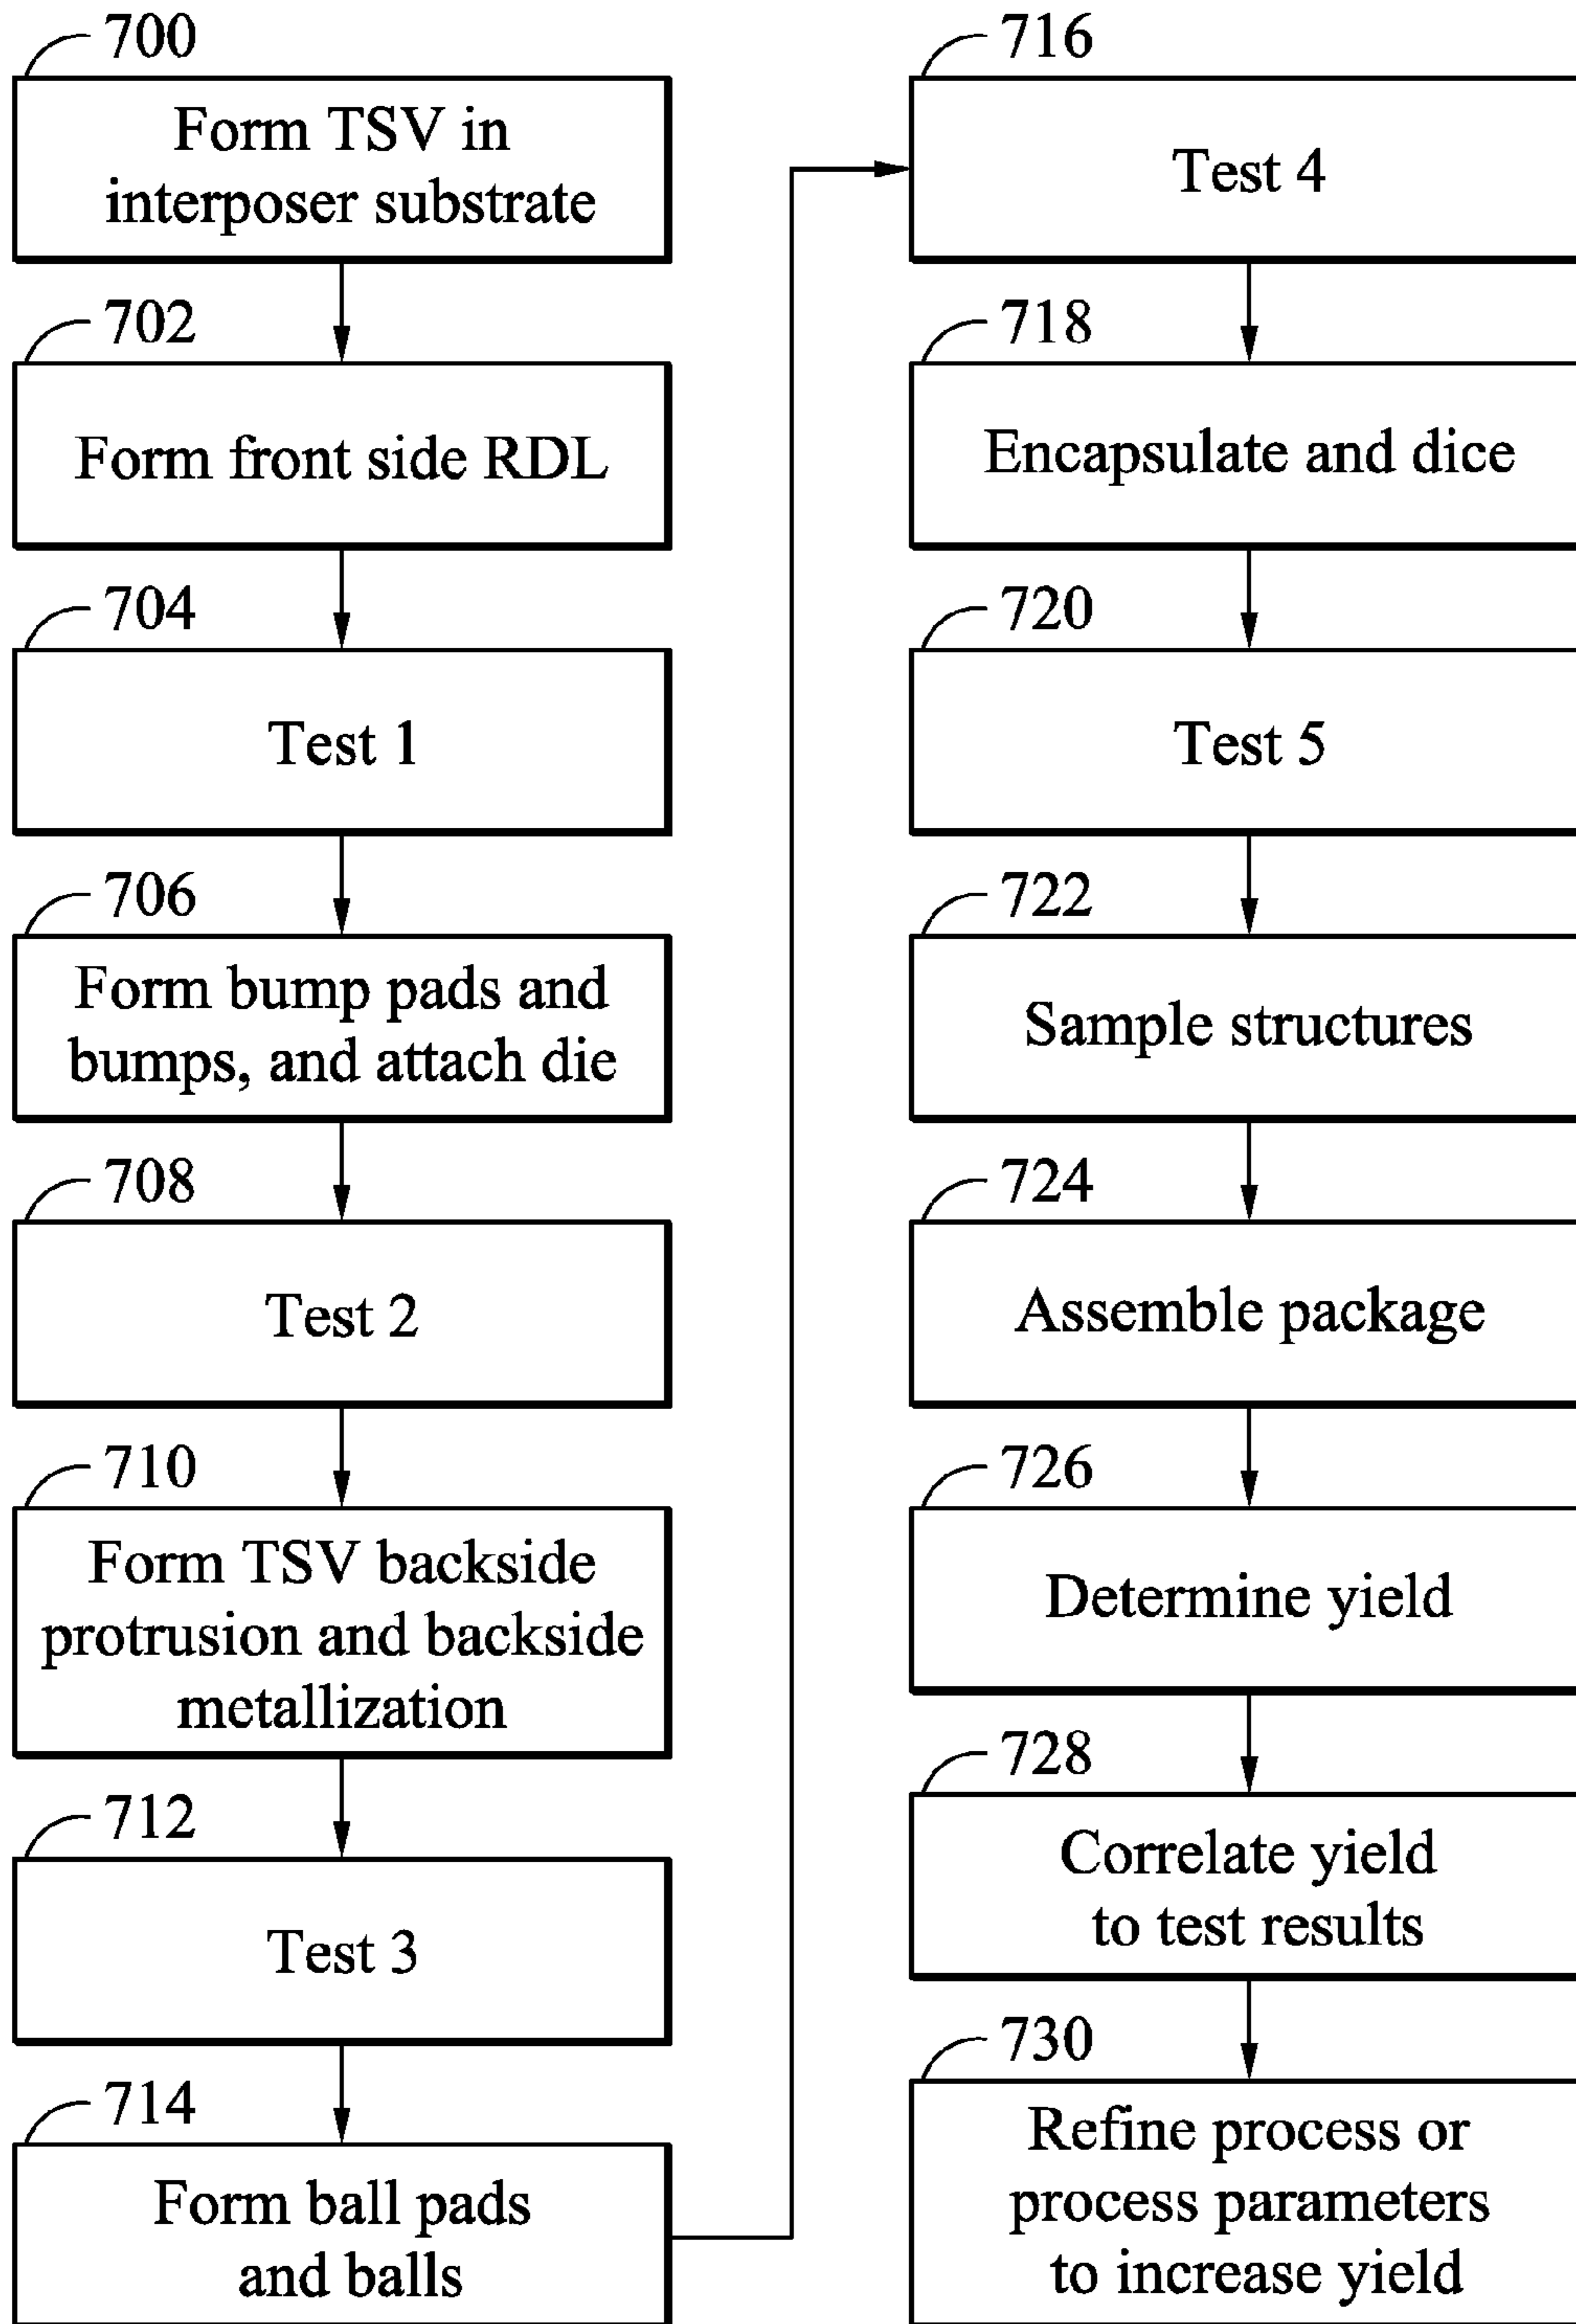 700
Form TSV in
interposer substrate
702
Form front side RDL
704
Test 1
706
Form bump pads and
bumps, and attach die
708
Test 2
710
Form TSV backside
protrusion and backside
metallization
712
Test 3
714
Form ball pads
and balls
716
Test 4
718
Encapsulate and dice
720
Test 5
722
Sample structures
724
Assemble package
726
Determine yield
728
Correlate yield
to test results
730
Refine process or
process parameters
to increase yield